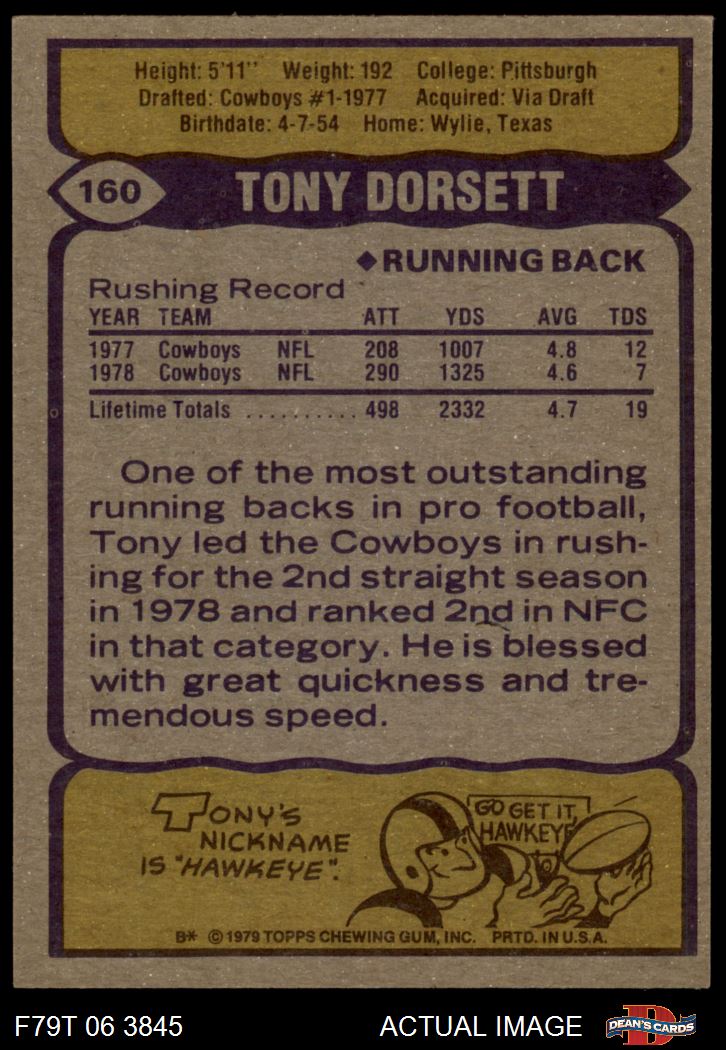 Height: 5'11" Weight: 192 College: Pittsburgh
Drafted: Cowboys #1-1977 Acquired: Via Draft
Birthdate: 4-7-54 Home: Wylie, Texas
160 TONY DORSETT
◆RUNNING BACK
Rushing Record
YEAR TEAM ATT YDS AVG TDS
1977 Cowboys NFL 208 1007 4.8 12
1978 Cowboys NFL 290 1325 4.6 7
Lifetime Totals .......... 498 2332 4.7 19
One of the most outstanding
running backs in pro football,
Tony led the Cowboys in rush-
ing for the 2nd straight season
in 1978 and ranked 2nd in NFC
in that category. He is blessed
with great quickness and tre-
mendous speed.
TONY'S
NICKNAME
IS "HAWKEYE".
GO GET IT,
HAWKEYE
B* © 1979 TOPPS CHEWING GUM, INC. PRTD. IN U.S.A.
F79T 06 3845 ACTUAL IMAGE D DEAN'S CARDS